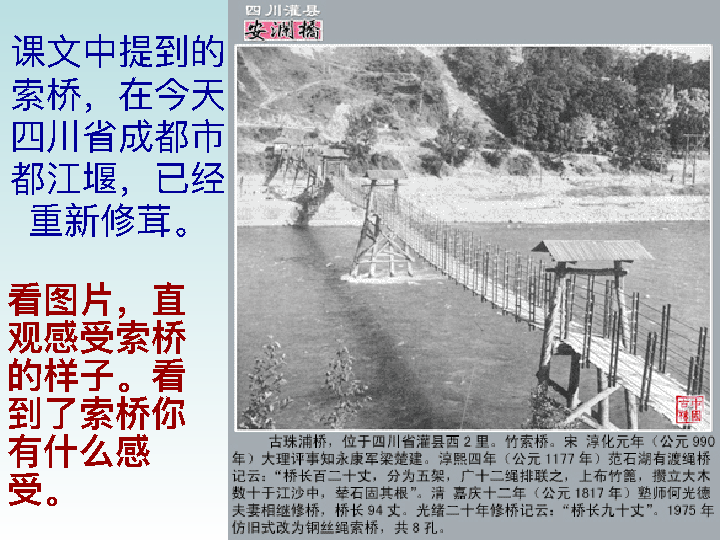 课文中提到的
索桥，在今天
四川省成都市
都江堰，已经
重新修茸。
看图片，直
观感受索桥
的样子。看
到了索桥你
有什么感
受。
四川灌县
安澜桥
古珠浦桥，位于四川省灌县西2里。竹索桥。宋 淳化元年（公元990
年）大理评事知永康军梁楚建。淳熙四年（公元1177年）范石湖有渡绳桥
记云：“桥长百二十丈，分为五架，广十二绳排联之，上布竹篦，攒立大木
数十于江沙中，荤石固其根”。清 嘉庆十二年（公元1817年）塾师何光德
夫妻相继修桥，桥长94丈。光绪二十年修桥记云：“桥长九十丈”。1975年
仿旧式改为钢丝绳索桥，共8孔。